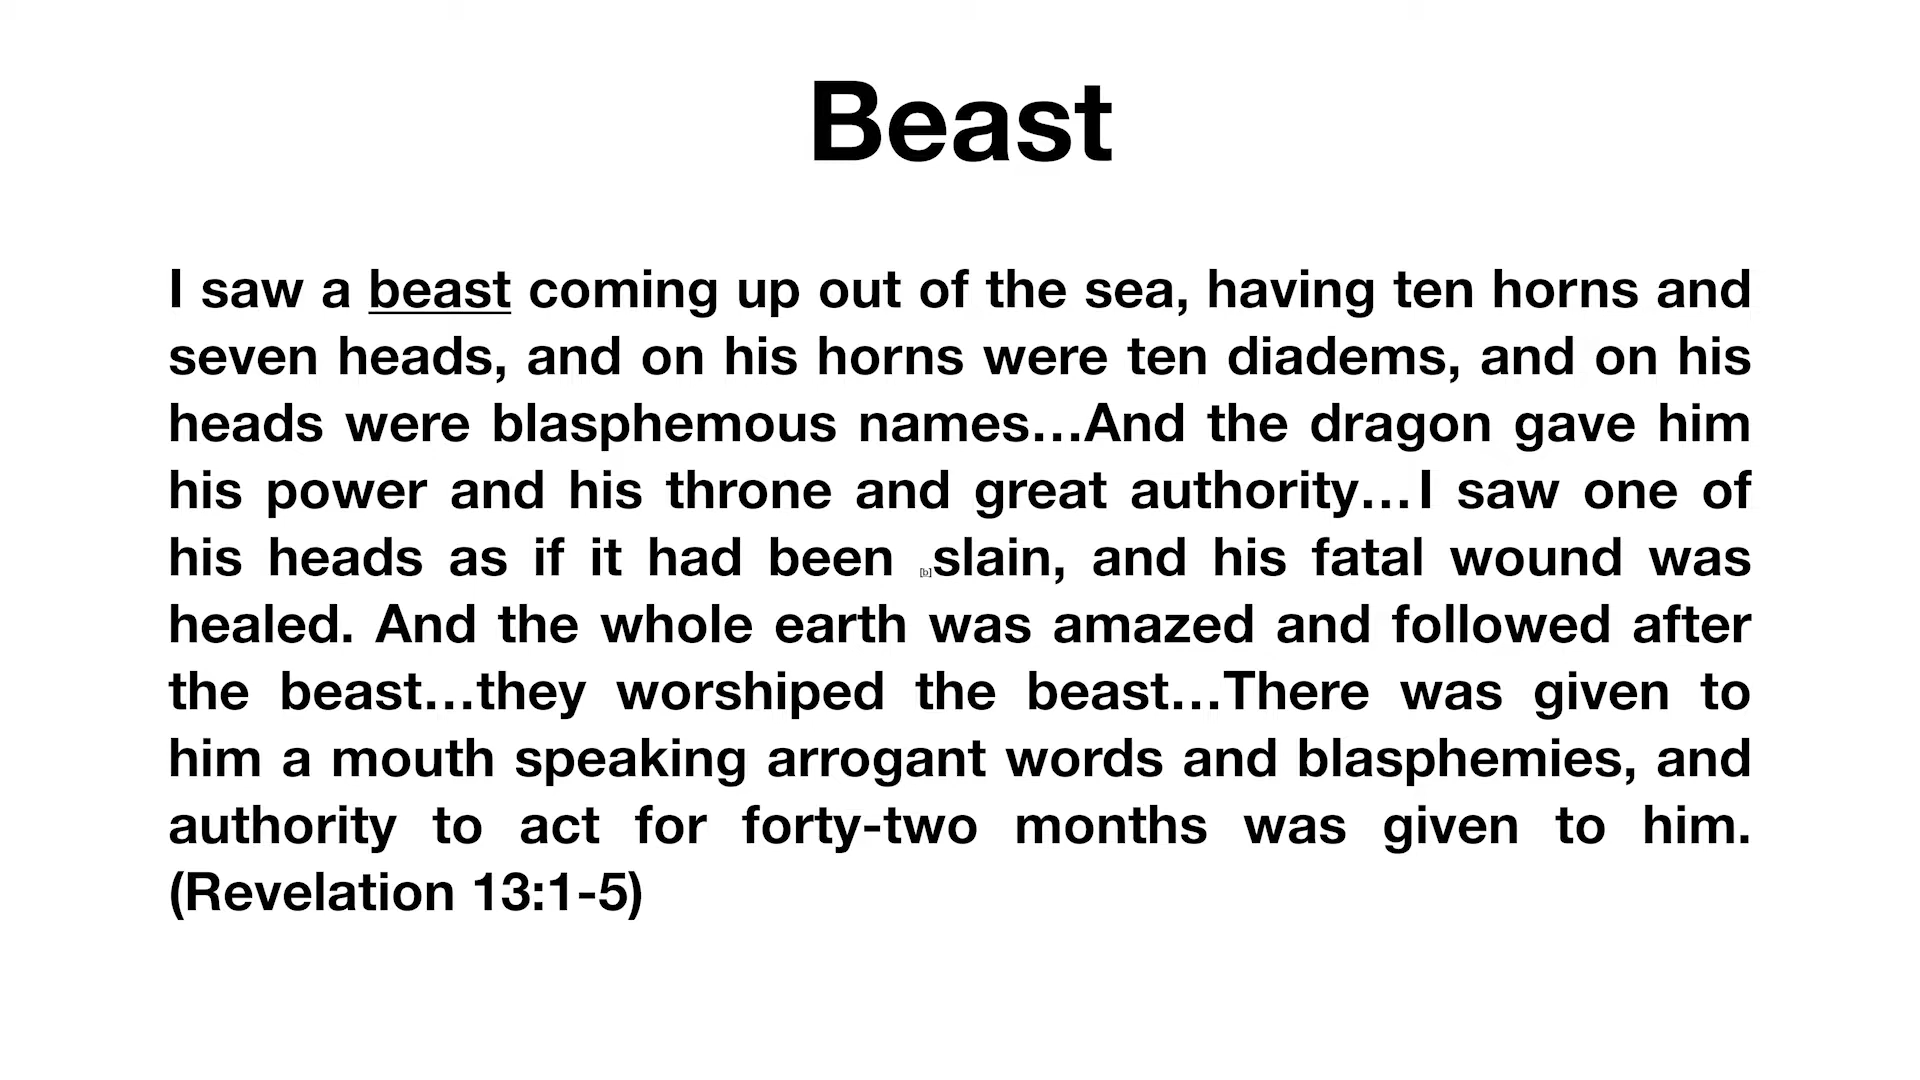 Beast
I saw a beast coming up out of the sea, having ten horns and
seven heads, and on his horns were ten diadems, and on his
heads were blasphemous names…And the dragon gave him
his power and his throne and great authority…I saw one of
his heads as if it had been [b]slain, and his fatal wound was
healed. And the whole earth was amazed and followed after
the beast…they worshiped the beast…There was given to
him a mouth speaking arrogant words and blasphemies, and
authority to act for forty-two months was given to him.
(Revelation 13:1-5)